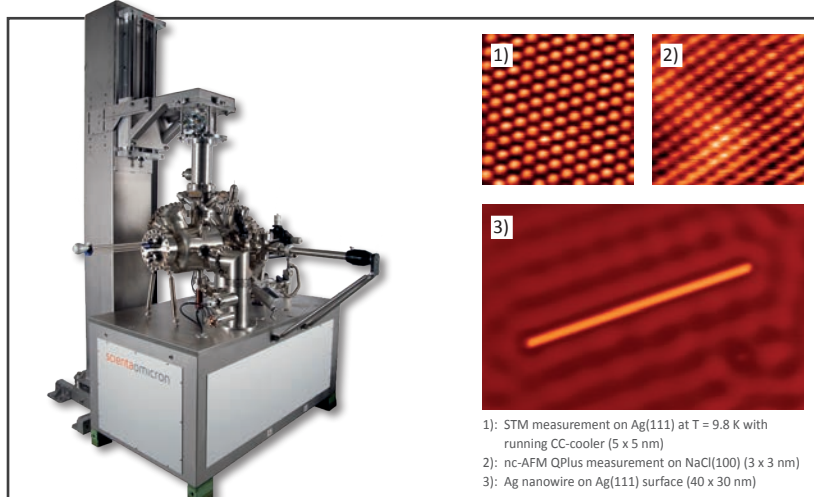 scientaomicron
1)
2)
3)
1): STM measurement on Ag(111) at T = 9.8 K with
running CC-cooler (5 x 5 nm)
2): nc-AFM QPlus measurement on NaCl(100) (3 x 3 nm)
3): Ag nanowire on Ag(111) surface (40 x 30 nm)